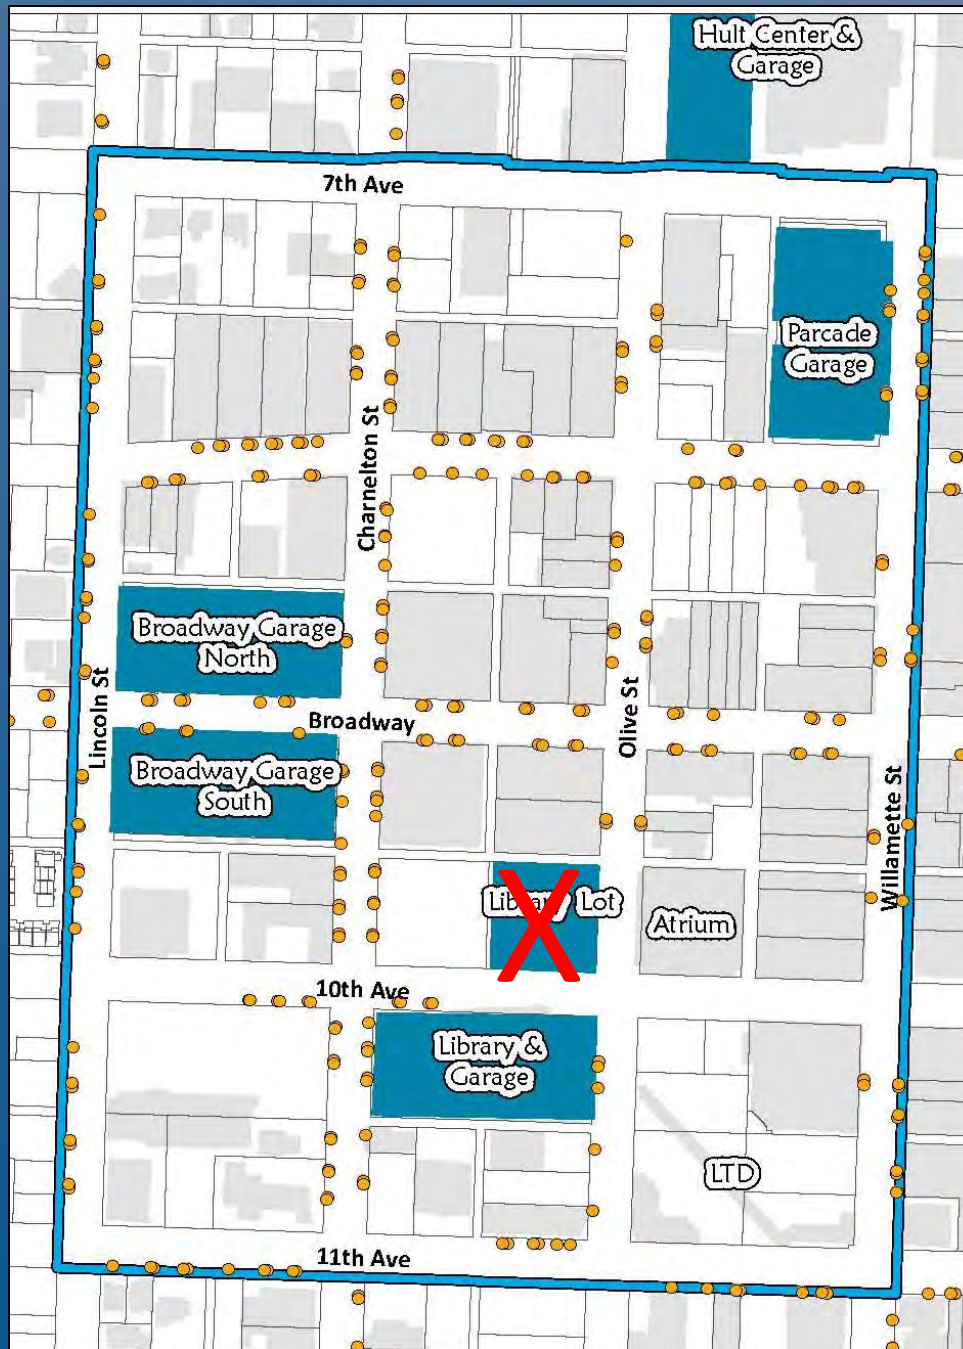 Hult Center &
Garage
7th Ave
Parcade
Garage
Charnelton St
Broadway Garage
North
Lincoln St
Olive St
Broadway
Broadway Garage
South
Willamette St
Library Lot
X
Atrium
10th Ave
Library &
Garage
LTD
11th Ave